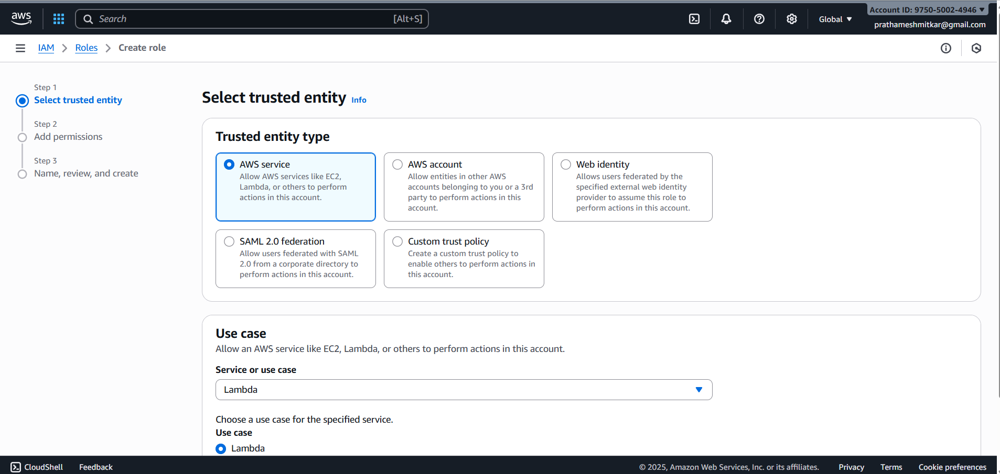 aws
Search
[Alt+S]
Global
Account ID: 9750-5002-4946
prathameshmitkar@gmail.com
IAM
Roles
Create role
Step 1
Select trusted entity
Step 2
Add permissions
Step 3
Name, review, and create
Select trusted entity Info
Trusted entity type
AWS service
Allow AWS services like EC2,
Lambda, or others to perform
actions in this account.
AWS account
Allow entities in other AWS
accounts belonging to you or a 3rd
party to perform actions in this
account.
Web identity
Allows users federated by the
specified external web identity
provider to assume this role to
perform actions in this account.
SAML 2.0 federation
Allow users federated with SAML
2.0 from a corporate directory to
perform actions in this account.
Custom trust policy
Create a custom trust policy to
enable others to perform actions in
this account.
Use case
Allow an AWS service like EC2, Lambda, or others to perform actions in this account.
Service or use case
Lambda
Choose a use case for the specified service.
Use case
Lambda
CloudShell
Feedback
© 2025, Amazon Web Services, Inc. or its affiliates.
Privacy
Terms
Cookie preferences